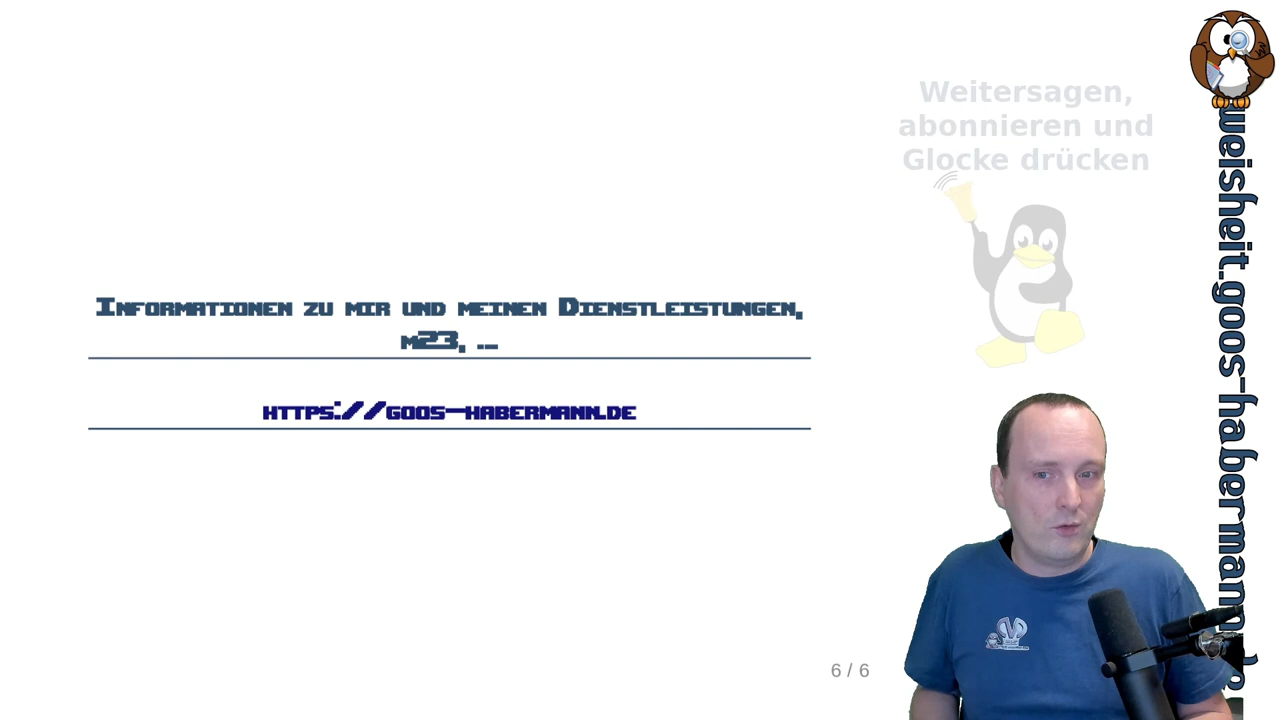 Informationen zu mir und meinen Dienstleistungen,
m23, ...
https://goos-habermann.de
Weitersagen,
abonnieren und
Glocke drücken
weisheit.goos-habermann.de
6 / 6